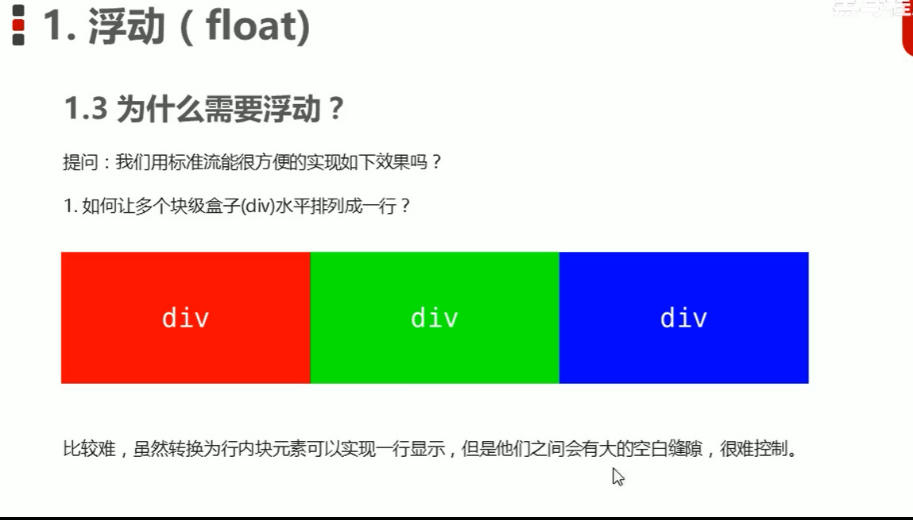 1. 浮动（float)
1.3 为什么需要浮动？
提问：我们用标准流能很方便的实现如下效果吗？
1. 如何让多个块级盒子(div)水平排列成一行？
div div div
比较难，虽然转换为行内块元素可以实现一行显示，但是他们之间会有大的空白缝隙，很难控制。